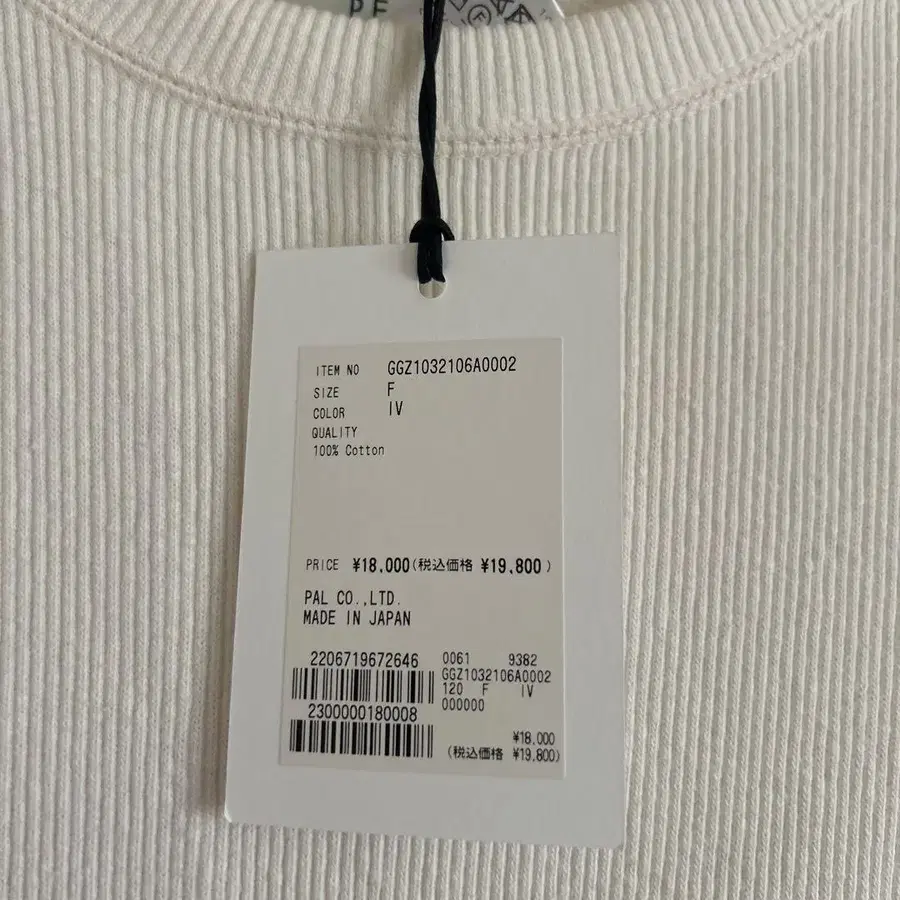 PE
ITEM NO GGZ1032106A0002
SIZE F
COLOR IV
QUALITY
100% Cotton
PRICE ¥18,000(税込価格 ¥19,800)
PAL CO.,LTD.
MADE IN JAPAN
2206719672646
0061 9382
GGZ1032106A0002
120 F IV
000000
2300000180008
¥18,000
(税込価格 ¥19,800)